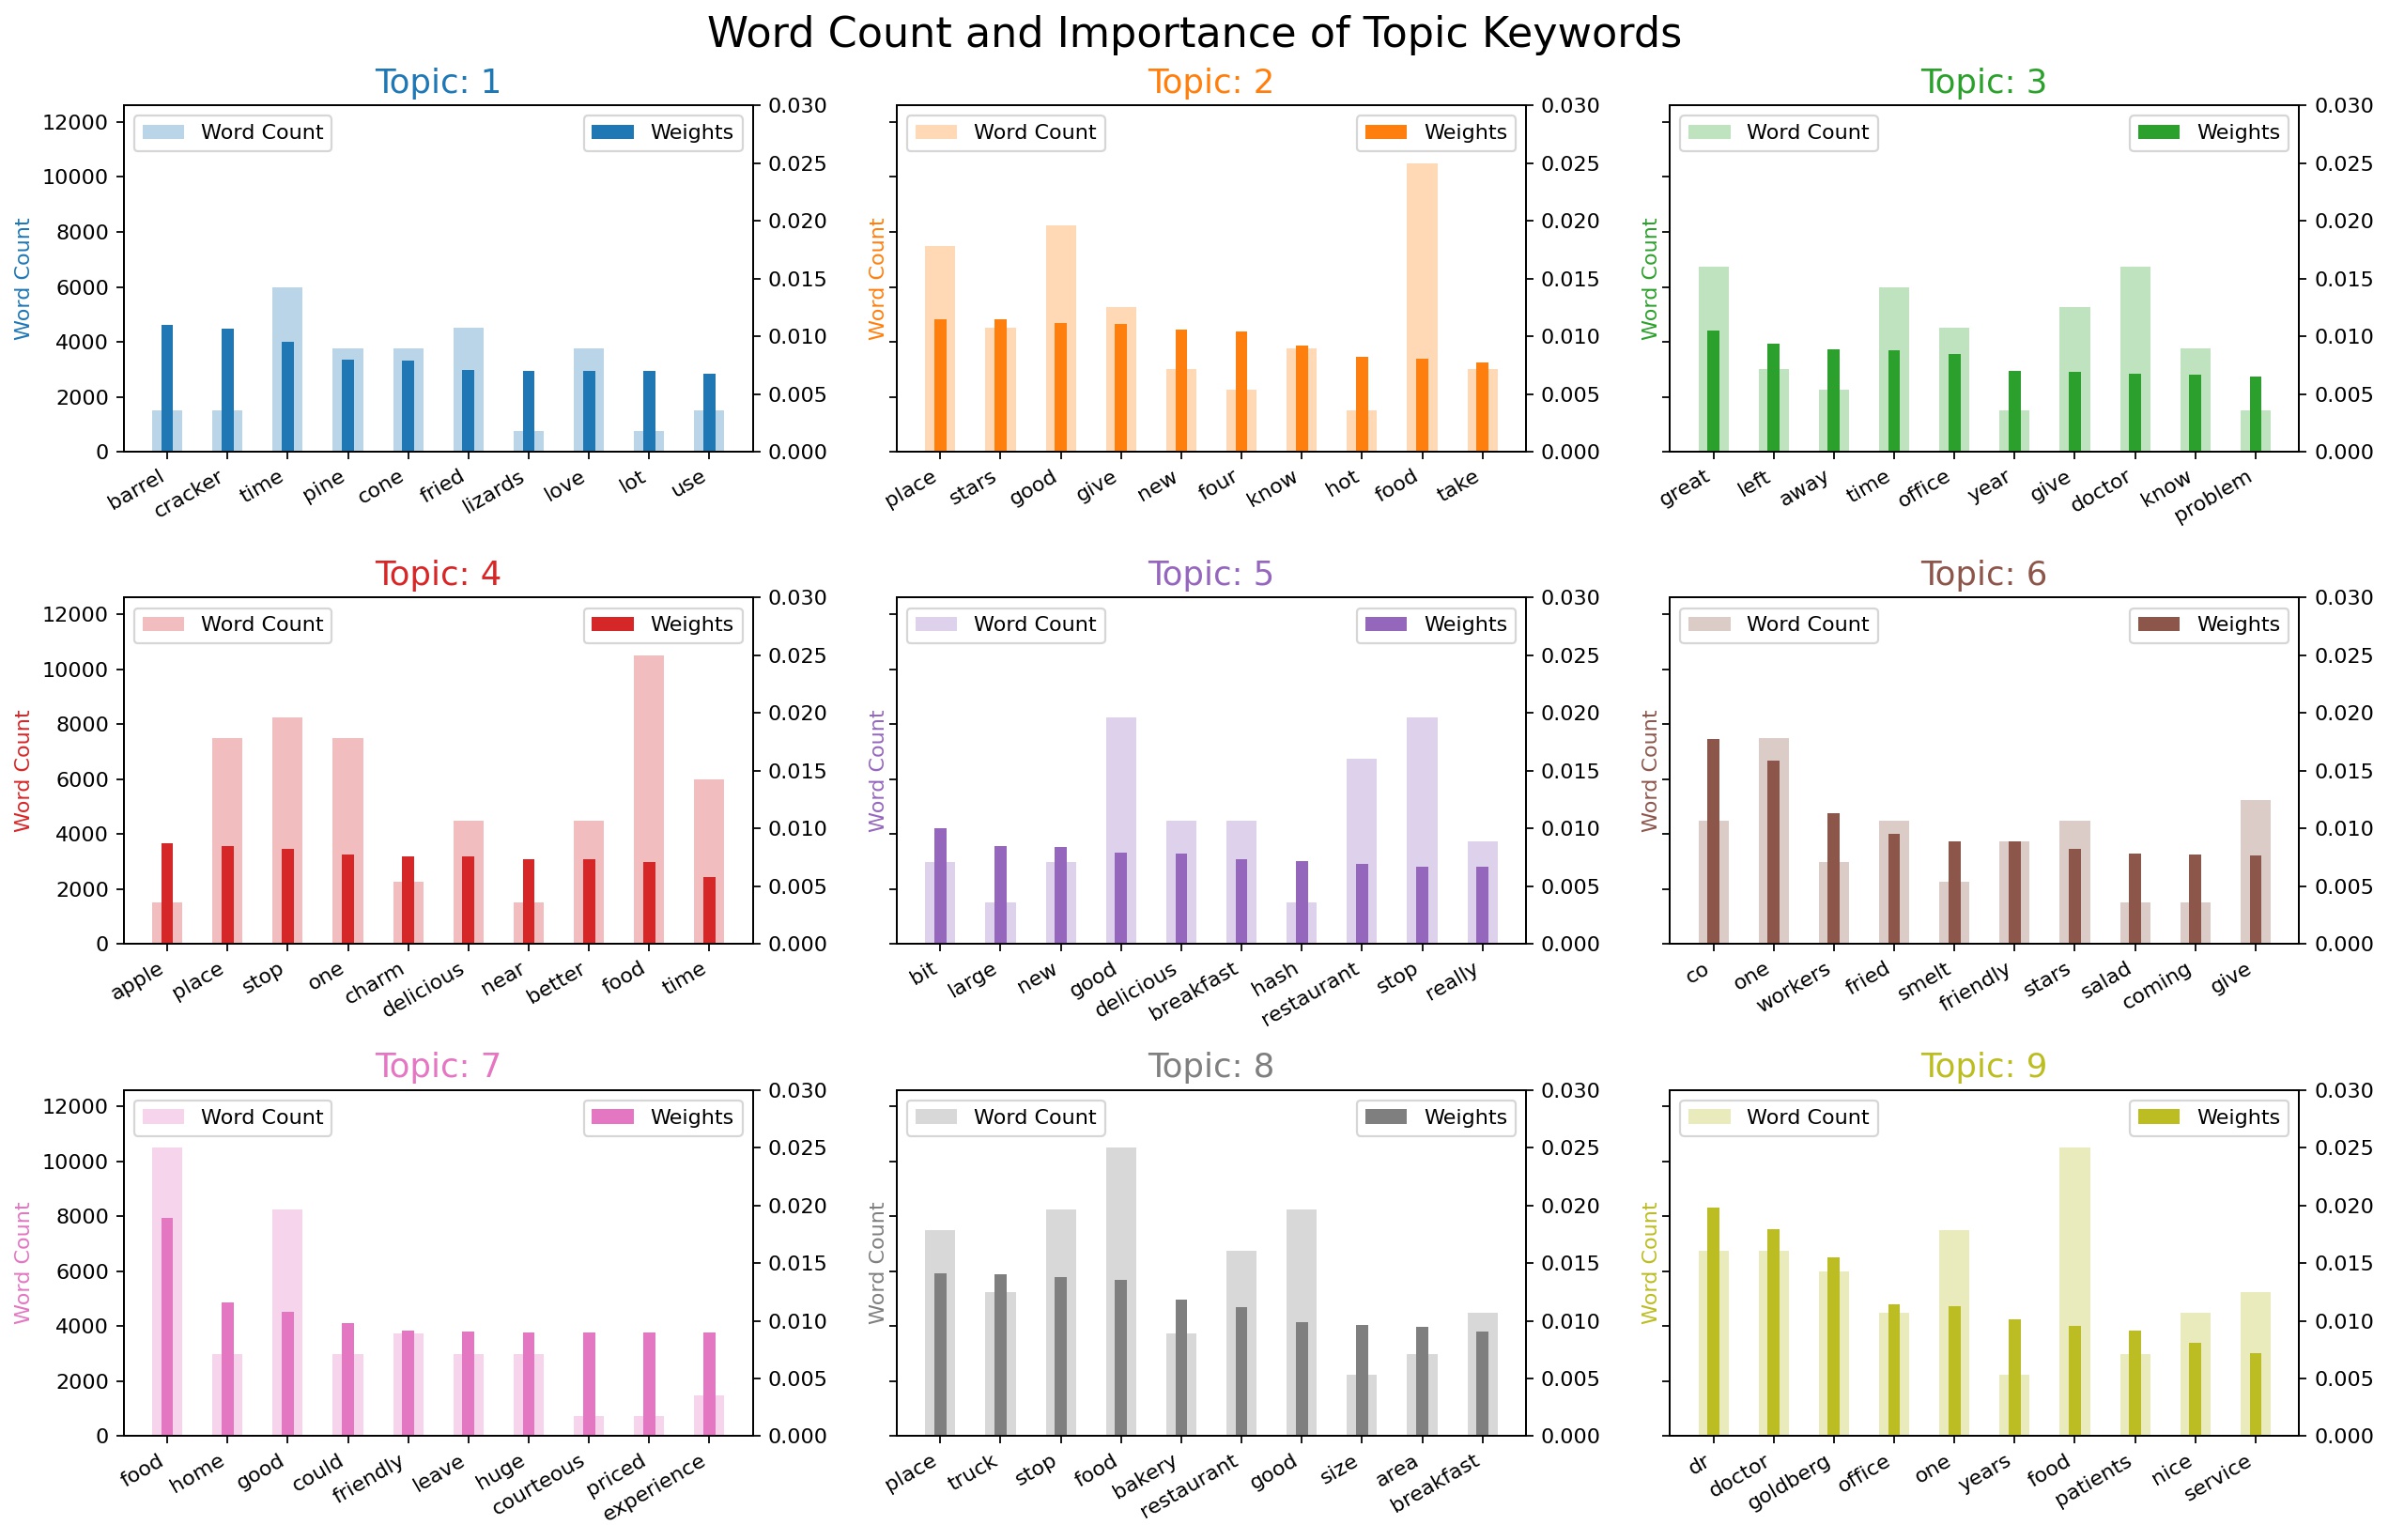 Word Count and Importance of Topic Keywords
Topic: 1
Word Count
Weights
Word Count
12000
10000
8000
6000
4000
2000
0
0.030
0.025
0.020
0.015
0.010
0.005
0.000
barrel cracker time pine cone fried lizards love lot use
Topic: 2
Word Count
Weights
Word Count
0.030
0.025
0.020
0.015
0.010
0.005
0.000
place stars good give new four know hot food take
Topic: 3
Word Count
Weights
Word Count
0.030
0.025
0.020
0.015
0.010
0.005
0.000
great left away time office year give doctor know problem
Topic: 4
Word Count
Weights
Word Count
12000
10000
8000
6000
4000
2000
0
0.030
0.025
0.020
0.015
0.010
0.005
0.000
apple place stop one charm delicious near better food time
Topic: 5
Word Count
Weights
Word Count
0.030
0.025
0.020
0.015
0.010
0.005
0.000
bit large new good delicious breakfast hash restaurant stop really
Topic: 6
Word Count
Weights
Word Count
0.030
0.025
0.020
0.015
0.010
0.005
0.000
co one workers fried smelt friendly stars salad coming give
Topic: 7
Word Count
Weights
Word Count
12000
10000
8000
6000
4000
2000
0
0.030
0.025
0.020
0.015
0.010
0.005
0.000
food home good could friendly leave huge courteous priced experience
Topic: 8
Word Count
Weights
Word Count
0.030
0.025
0.020
0.015
0.010
0.005
0.000
place truck stop food bakery restaurant good size area breakfast
Topic: 9
Word Count
Weights
Word Count
0.030
0.025
0.020
0.015
0.010
0.005
0.000
dr doctor goldberg office one years food patients nice service